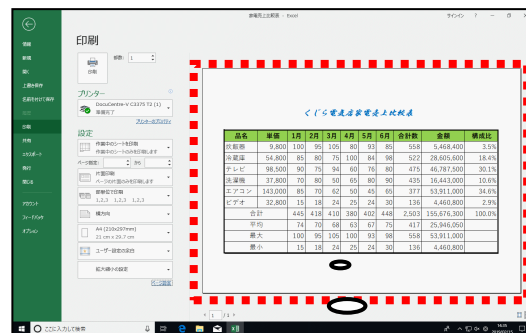 家電売上比較表 - Excel
サインイン ? － ×
情報
新規
開く
上書き保存
名前を付けて保存
印刷
共有
エクスポート
発行
閉じる
アカウント
フィードバック
オプション
印刷
部数: 1
印刷
プリンター
DocuCentre-V C3375 T2 (1)
準備完了
プリンターのプロパティ
設定
作業中のシートを印刷
作業中のシートのみを印刷します
ページ指定: から
片面印刷
ページの片面のみを印刷します
部単位で印刷
1,2,3 1,2,3 1,2,3
横方向
A4 (210x297mm)
21 cm x 29.7 cm
ユーザー設定の余白
拡大縮小の設定
ページ設定
くじら電友店家電売上比較表
品名 単価 1月 2月 3月 4月 5月 6月 合計数 金額 構成比
炊飯器 9,800 100 95 105 80 93 85 558 5,468,400 3.5%
冷蔵庫 54,800 85 80 75 100 84 98 522 28,605,600 18.4%
テレビ 98,500 90 75 94 60 76 80 475 46,787,500 30.1%
洗濯機 37,800 70 80 50 65 80 90 435 16,443,000 10.6%
エアコン 143,000 85 70 62 50 45 65 377 53,911,000 34.6%
ビデオ 32,800 15 18 24 25 24 30 136 4,460,800 2.9%
合計 445 418 410 380 402 448 2,503 155,676,300 100.0%
平均 74 70 68 63 67 75 417 25,946,050
最大 100 95 105 100 93 98 558 53,911,000
最小 15 18 24 25 24 30 136 4,460,800
1 /1
ここに入力して検索